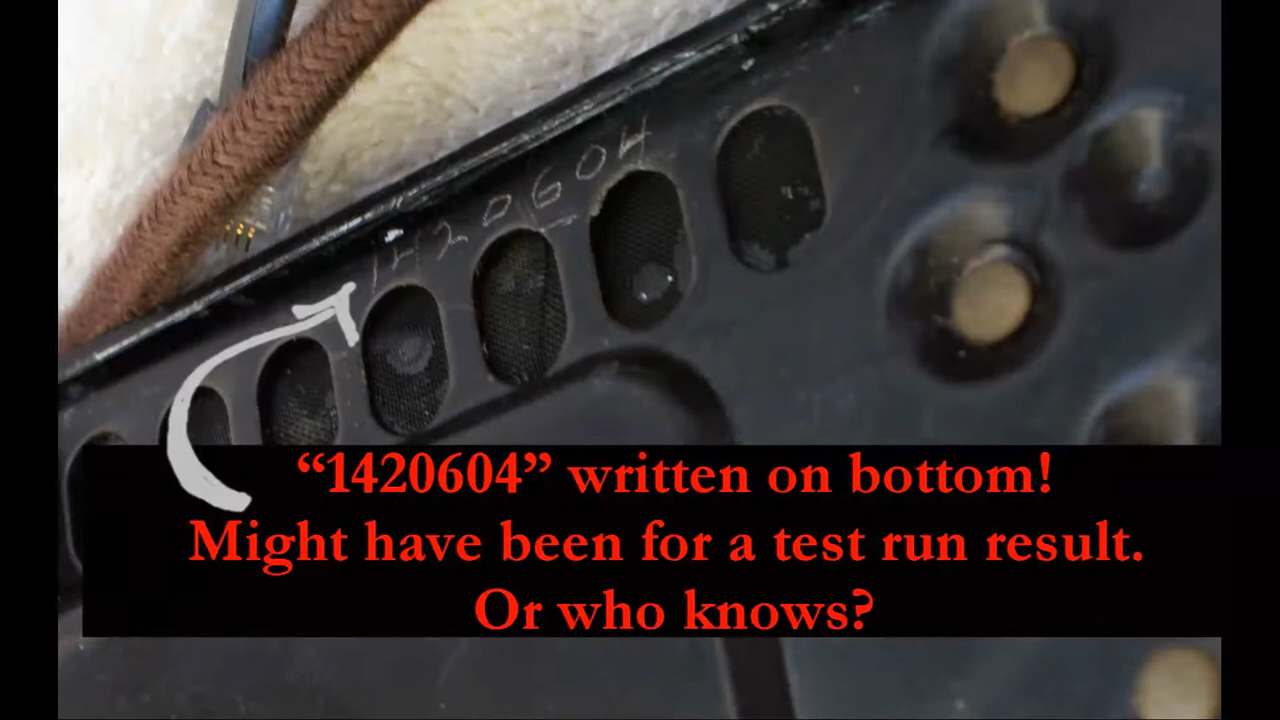 1420604
“1420604” written on bottom!
Might have been for a test run result.
Or who knows?